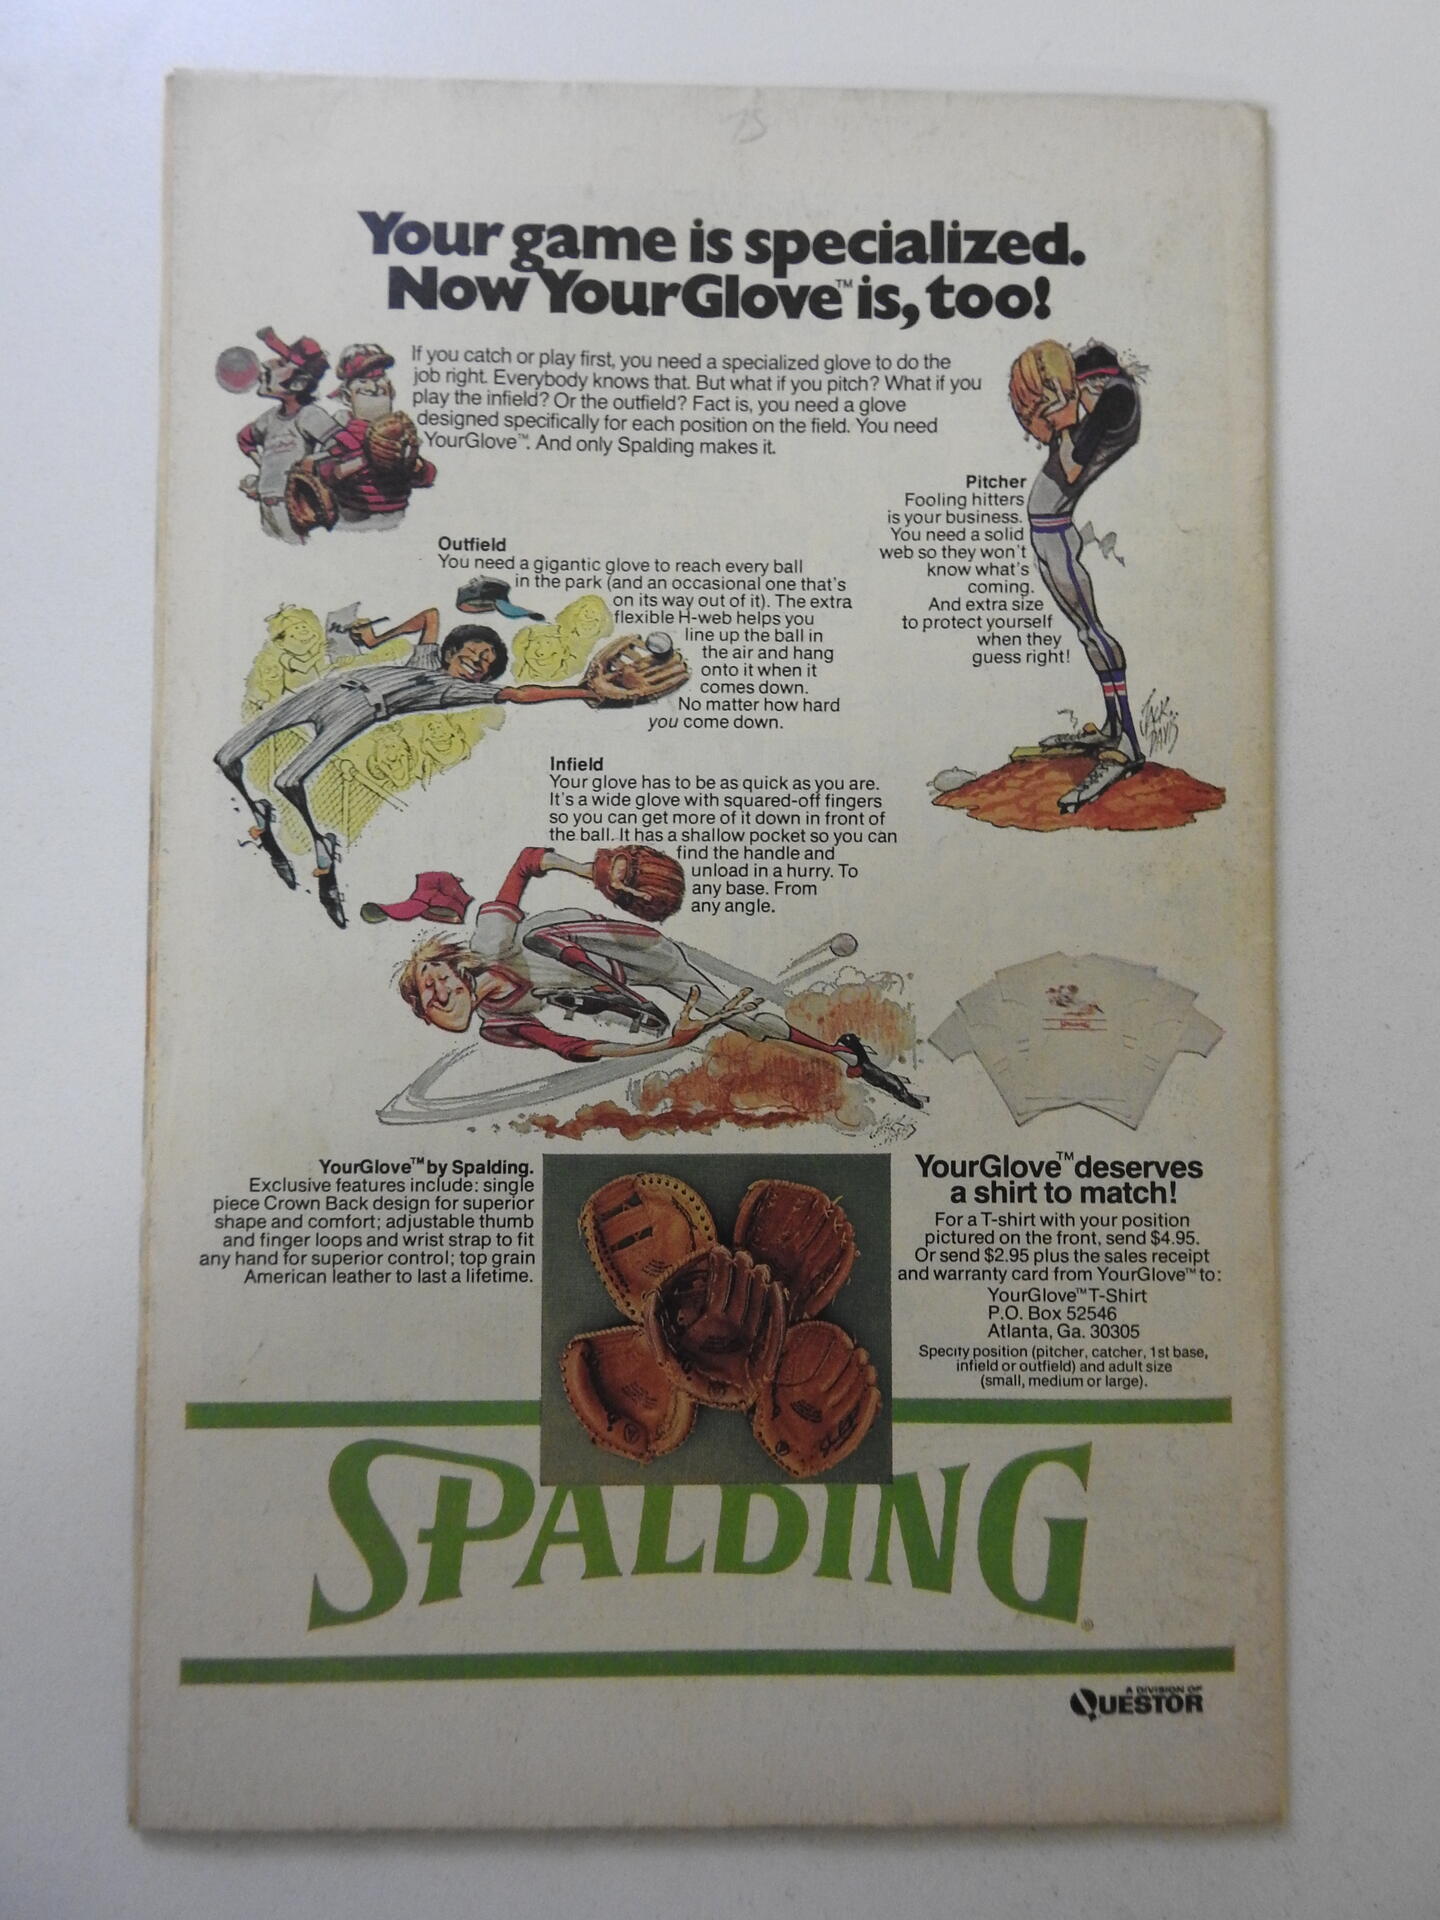 75
Your game is specialized.
Now YourGlove™ is, too!
If you catch or play first, you need a specialized glove to do the
job right. Everybody knows that. But what if you pitch? What if you
play the infield? Or the outfield? Fact is, you need a glove
designed specifically for each position on the field. You need
YourGlove™. And only Spalding makes it.
Pitcher
Fooling hitters
is your business.
You need a solid
web so they won't
know what's
coming.
And extra size
to protect yourself
when they
guess right!
JACK DAVIS
Outfield
You need a gigantic glove to reach every ball
in the park (and an occasional one that's
on its way out of it). The extra
flexible H-web helps you
line up the ball in
the air and hang
onto it when it
comes down.
No matter how hard
you come down.
Infield
Your glove has to be as quick as you are.
It's a wide glove with squared-off fingers
so you can get more of it down in front of
the ball. It has a shallow pocket so you can
find the handle and
unload in a hurry. To
any base. From
any angle.
SPALDING
YourGlove™ by Spalding.
Exclusive features include: single
piece Crown Back design for superior
shape and comfort; adjustable thumb
and finger loops and wrist strap to fit
any hand for superior control; top grain
American leather to last a lifetime.
YourGlove™ deserves
a shirt to match!
For a T-shirt with your position
pictured on the front, send $4.95.
Or send $2.95 plus the sales receipt
and warranty card from YourGlove™ to:
YourGlove™ T-Shirt
P.O. Box 52546
Atlanta, Ga. 30305
Specity position (pitcher, catcher, 1st base,
infield or outfield) and adult size
(small, medium or large).
SPALDING®
A DIVISION OF
QUESTOR